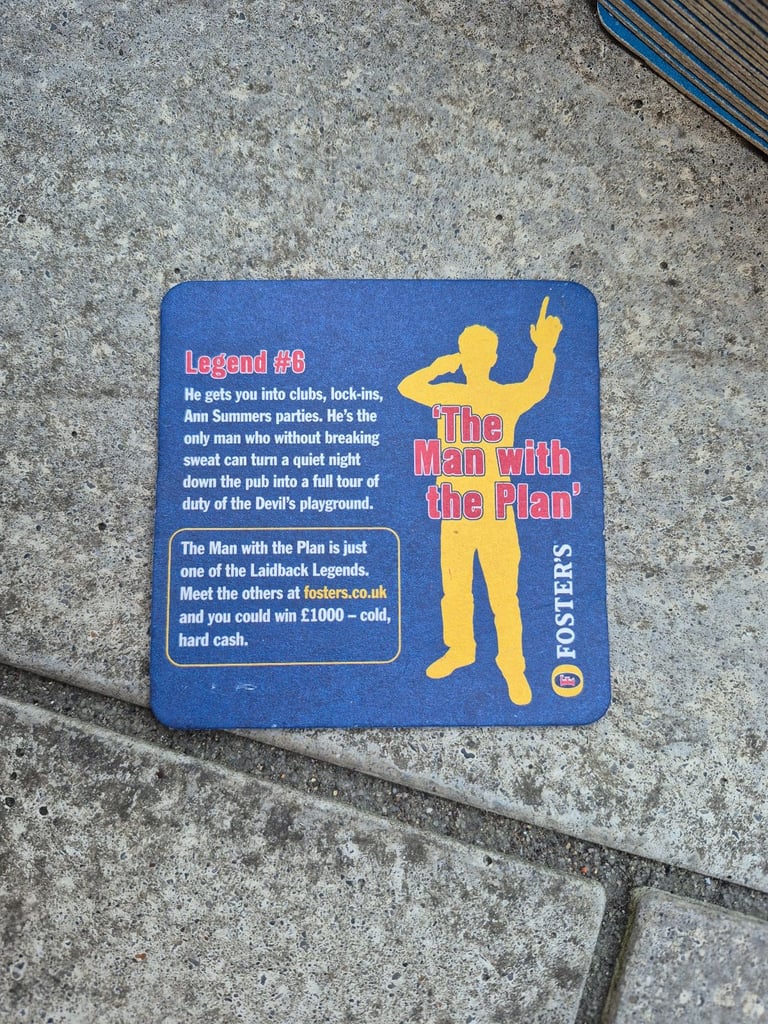 Legend #6
He gets you into clubs, lock-ins,
Ann Summers parties. He's the
only man who without breaking
sweat can turn a quiet night
down the pub into a full tour of
duty of the Devil's playground.
The Man with the Plan is just
one of the Laidback Legends.
Meet the others at fosters.co.uk
and you could win £1000 – cold,
hard cash.
'The
Man with
the Plan'
FOSTER'S
F